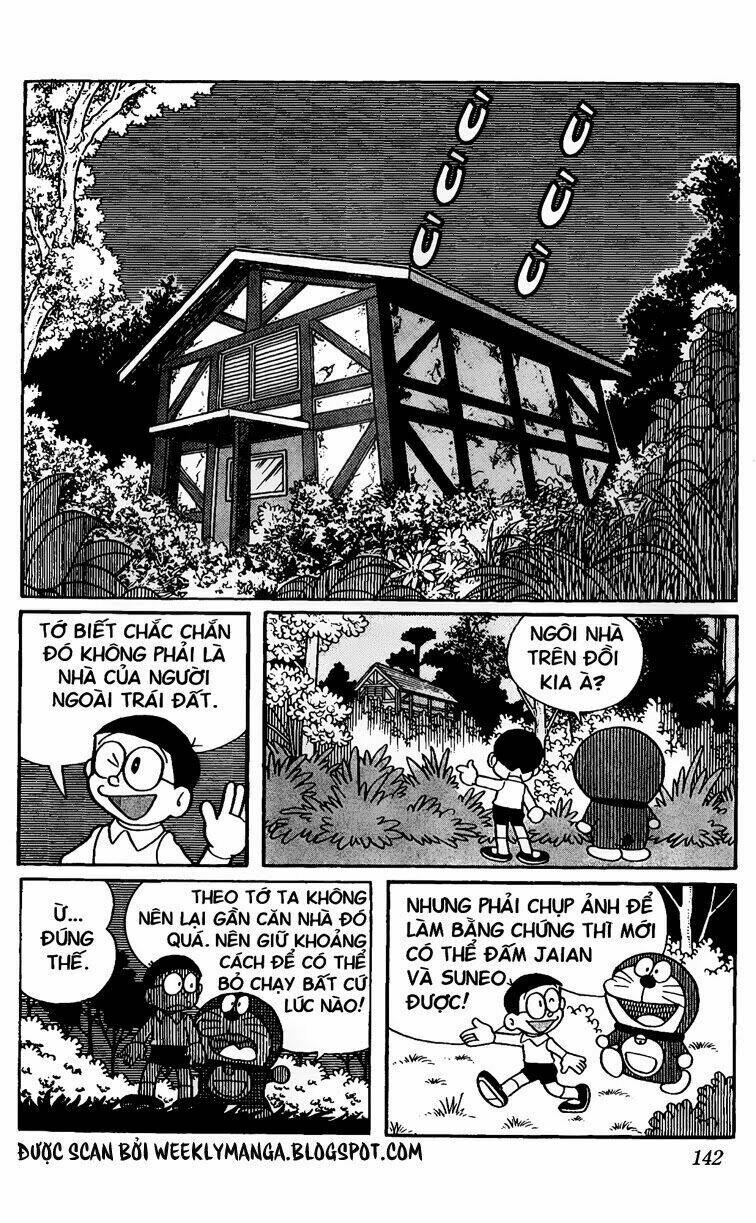 Ù Ù Ù
Ù Ù Ù
TỚ BIẾT CHẮC CHẮN
ĐÓ KHÔNG PHẢI LÀ
NHÀ CỦA NGƯỜI
NGOÀI TRÁI ĐẤT.
NGÔI NHÀ
TRÊN ĐỒI
KIA À?
Ừ...
ĐÚNG
THẾ.
THEO TỚ TA KHÔNG
NÊN LẠI GẦN CĂN NHÀ ĐÓ
QUÁ. NÊN GIỮ KHOẢNG
CÁCH ĐỂ CÓ THỂ
BỎ CHẠY BẤT CỨ
LÚC NÀO!
NHƯNG PHẢI CHỤP ẢNH ĐỂ
LÀM BẰNG CHỨNG THÌ MỚI
CÓ THỂ ĐẤM JAIAN
VÀ SUNEO
ĐƯỢC!
ĐƯỢC SCAN BỞI WEEKLYMANGA.BLOGSPOT.COM
142